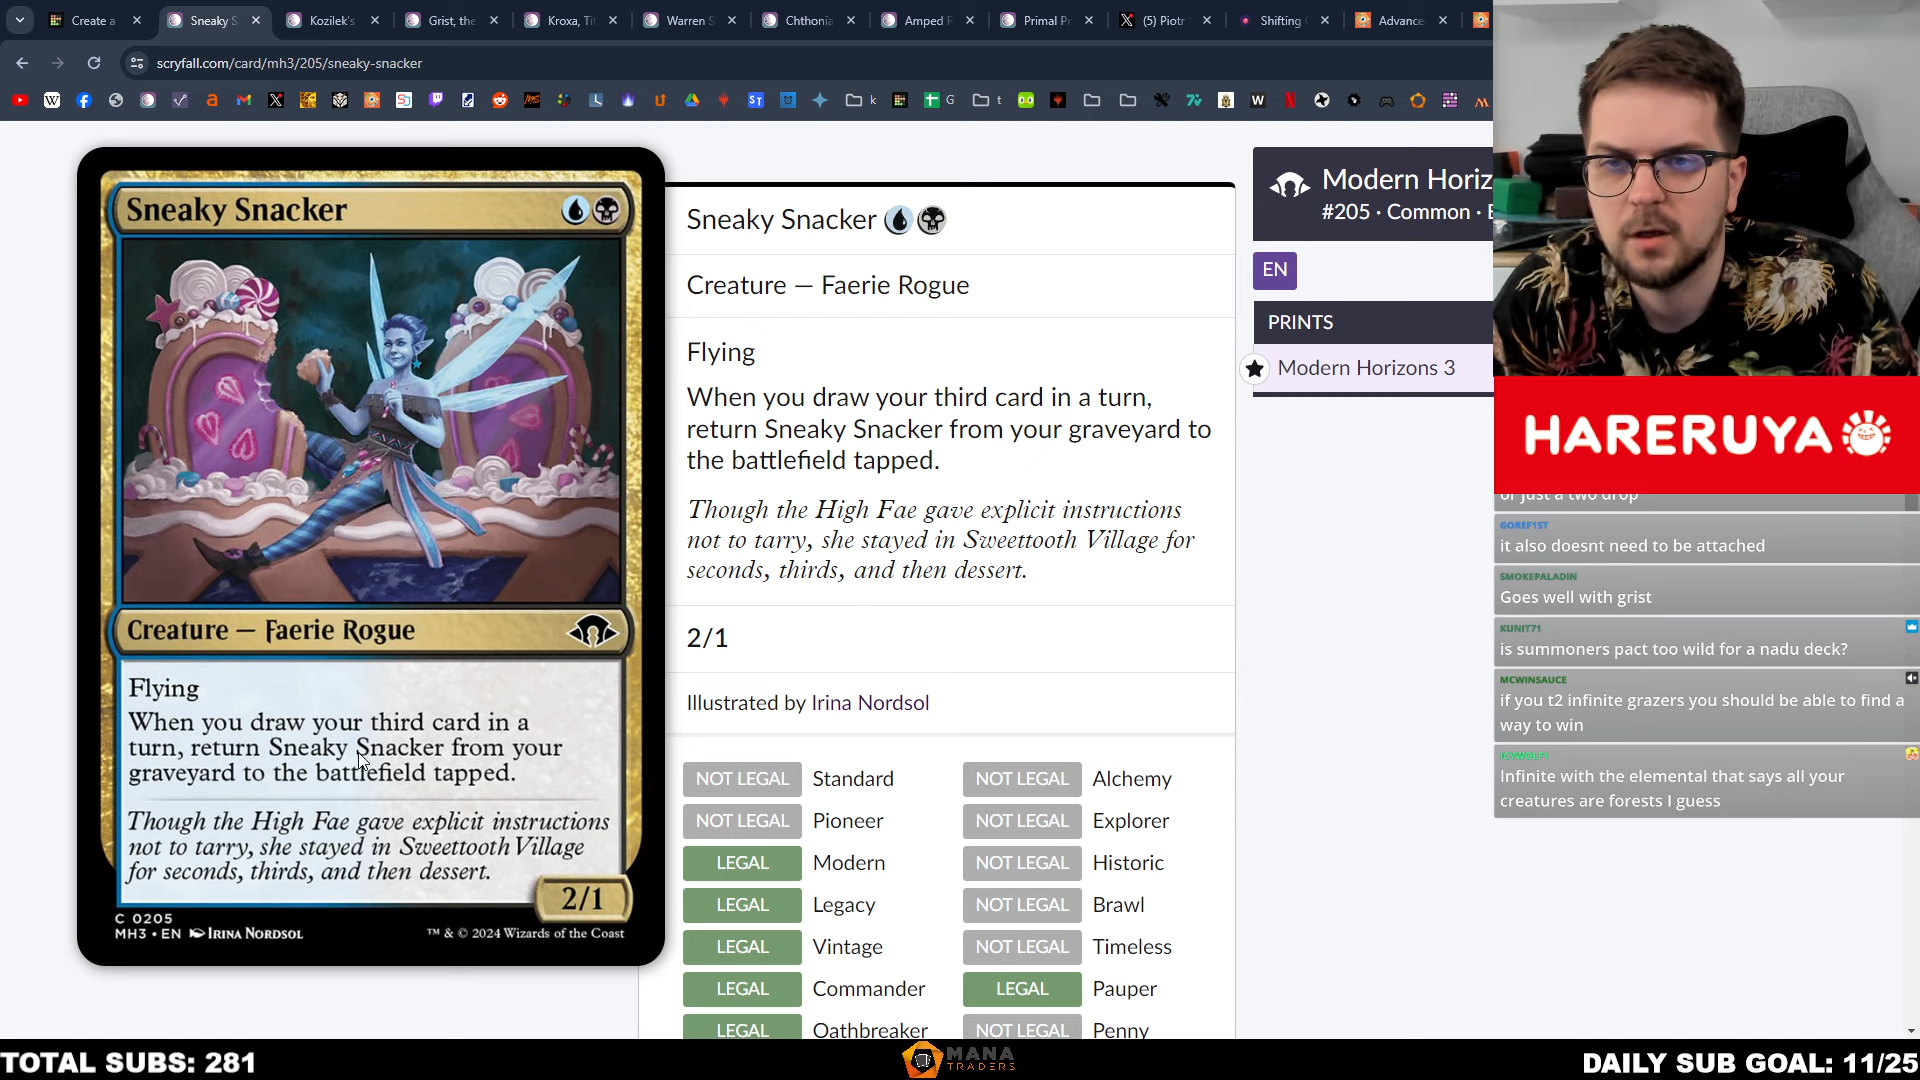 Create a
Sneaky S
Kozilek's
Grist, the
Kroxa, Tit
Warren S
Chthonia
Amped R
Primal P
(5) Piotr
Shifting
Advance
scryfall.com/card/mh3/205/sneaky-snacker
k
G
t
Sneaky Snacker
Creature — Faerie Rogue
Flying
When you draw your third card in a
turn, return Sneaky Snacker from your
graveyard to the battlefield tapped.
Though the High Fae gave explicit instructions
not to tarry, she stayed in Sweettooth Village
for seconds, thirds, and then dessert.
2/1
C 0205
MH3 • EN IRINA NORDSOL
™ & © 2024 Wizards of the Coast
Sneaky Snacker
Creature — Faerie Rogue
Flying
When you draw your third card in a turn,
return Sneaky Snacker from your graveyard to
the battlefield tapped.
Though the High Fae gave explicit instructions
not to tarry, she stayed in Sweettooth Village for
seconds, thirds, and then dessert.
2/1
Illustrated by Irina Nordsol
NOT LEGAL Standard NOT LEGAL Alchemy
NOT LEGAL Pioneer NOT LEGAL Explorer
LEGAL Modern NOT LEGAL Historic
LEGAL Legacy NOT LEGAL Brawl
LEGAL Vintage NOT LEGAL Timeless
LEGAL Commander LEGAL Pauper
LEGAL Oathbreaker NOT LEGAL Penny
Modern Horiz
#205 · Common ·
EN
PRINTS
Modern Horizons 3
HARERUYA
or just a two drop
GOREF1ST
it also doesnt need to be attached
SMOKEPALADIN
Goes well with grist
KUNIT71
is summoners pact too wild for a nadu deck?
MCWINSAUCE
if you t2 infinite grazers you should be able to find a
way to win
Infinite with the elemental that says all your
creatures are forests I guess
TOTAL SUBS: 281
MANA
TRADERS
DAILY SUB GOAL: 11/25